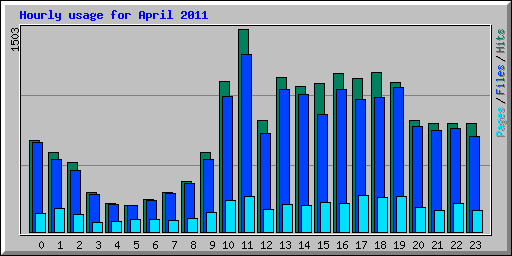 Hourly usage for April 2011
1503
Pages / Files / Hits
0 1 2 3 4 5 6 7 8 9 10 11 12 13 14 15 16 17 18 19 20 21 22 23